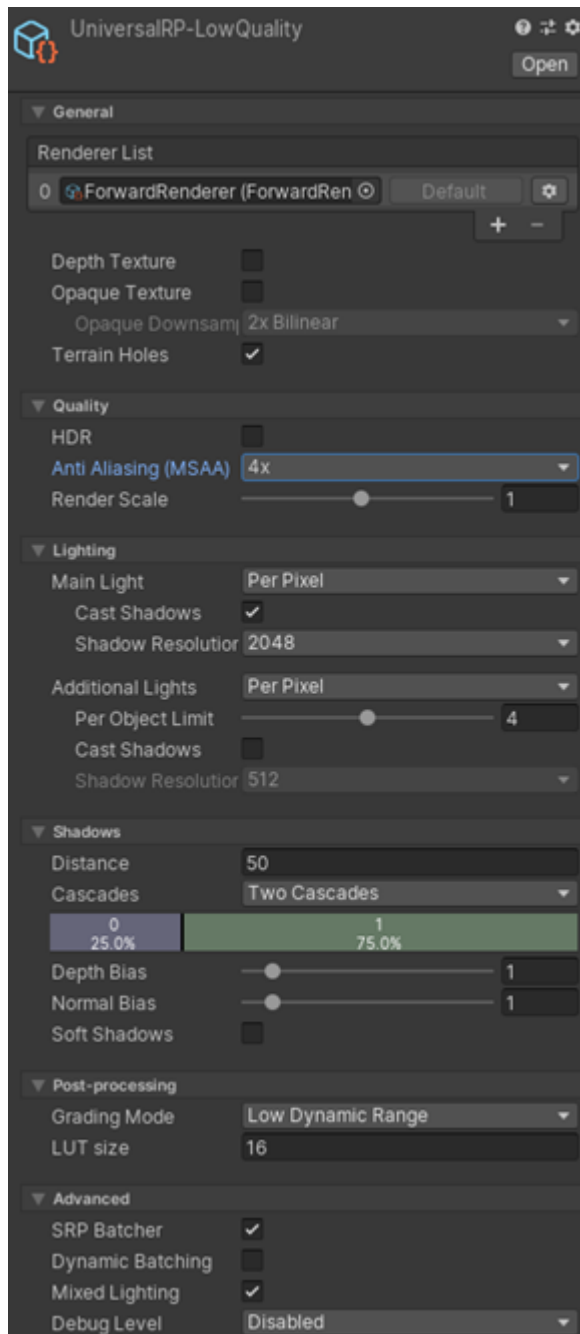 UniversalRP-LowQuality
Open
General
Renderer List
0 ForwardRenderer (ForwardRen Default
+ −
Depth Texture
Opaque Texture
Opaque Downsam 2x Bilinear
Terrain Holes
Quality
HDR
Anti Aliasing (MSAA) 4x
Render Scale 1
Lighting
Main Light Per Pixel
Cast Shadows
Shadow Resolution 2048
Additional Lights Per Pixel
Per Object Limit 4
Cast Shadows
Shadow Resolution 512
Shadows
Distance 50
Cascades Two Cascades
0 1
25.0% 75.0%
Depth Bias 1
Normal Bias 1
Soft Shadows
Post-processing
Grading Mode Low Dynamic Range
LUT size 16
Advanced
SRP Batcher
Dynamic Batching
Mixed Lighting
Debug Level Disabled